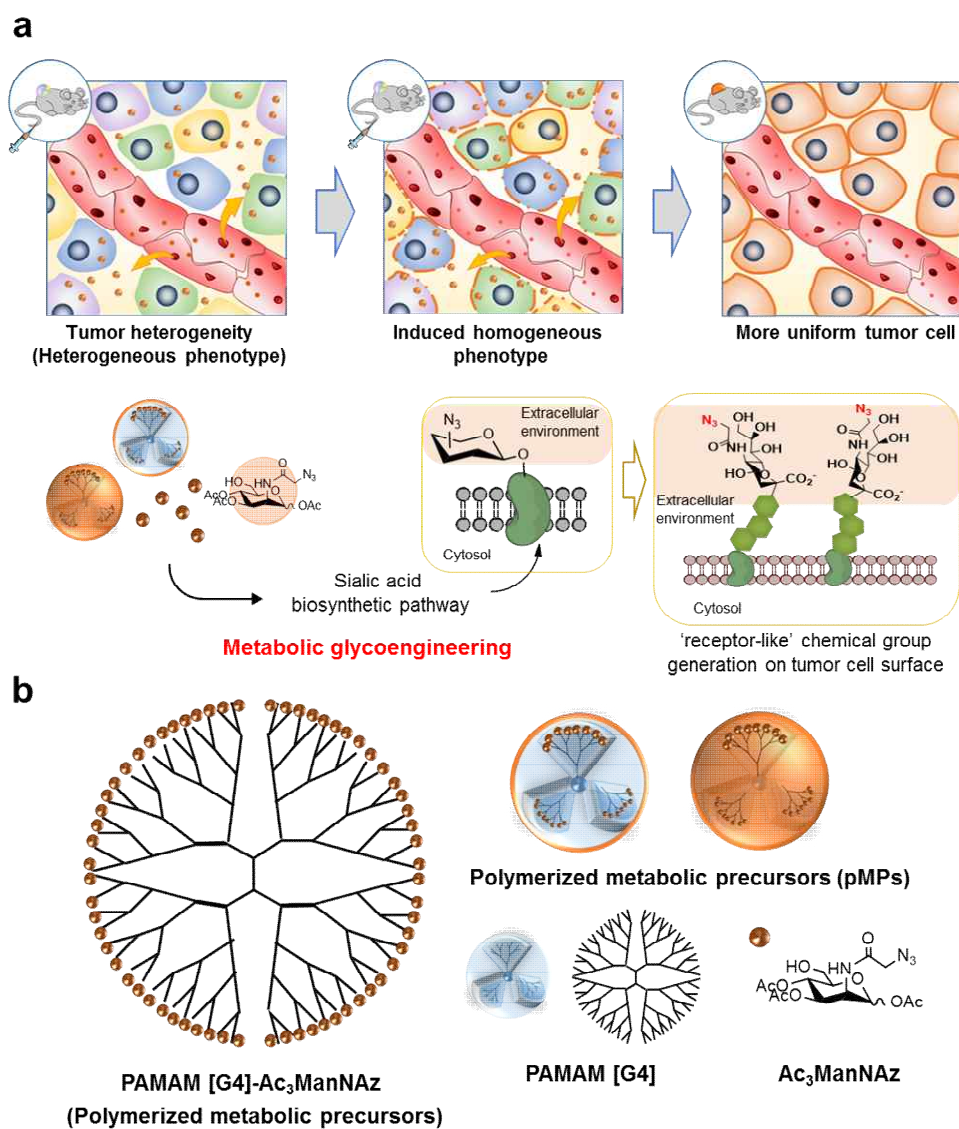 a
Tumor heterogeneity
(Heterogeneous phenotype)
Induced homogeneous
phenotype
More uniform tumor cell
O
N3
HO
HN
O
AcO
AcO
OAc
Sialic acid
biosynthetic pathway
Metabolic glycoengineering
N3
O
O
Extracellular
environment
Cytosol
N3
OH
O
HN
OH
OH
HO
O
CO2-
N3
OH
O
HN
OH
OH
HO
O
CO2-
Extracellular
environment
Cytosol
'receptor-like' chemical group
generation on tumor cell surface
b
PAMAM [G4]-Ac3ManNAz
(Polymerized metabolic precursors)
Polymerized metabolic precursors (pMPs)
PAMAM [G4]
O
N3
HO
HN
O
AcO
AcO
OAc
Ac3ManNAz